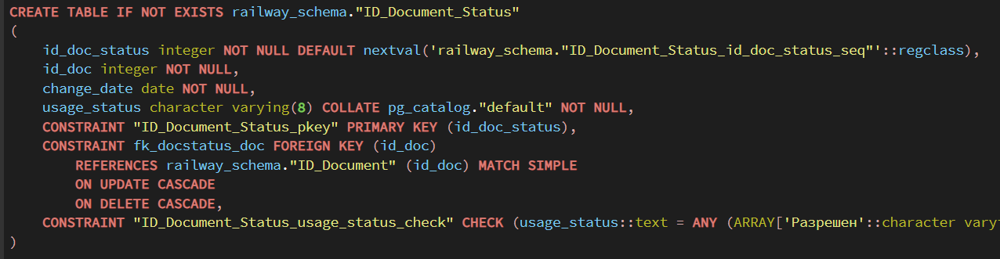 CREATE TABLE IF NOT EXISTS railway_schema."ID_Document_Status"
(
    id_doc_status integer NOT NULL DEFAULT nextval('railway_schema."ID_Document_Status_id_doc_status_seq"'::regclass),
    id_doc integer NOT NULL,
    change_date date NOT NULL,
    usage_status character varying(8) COLLATE pg_catalog."default" NOT NULL,
    CONSTRAINT "ID_Document_Status_pkey" PRIMARY KEY (id_doc_status),
    CONSTRAINT fk_docstatus_doc FOREIGN KEY (id_doc)
        REFERENCES railway_schema."ID_Document" (id_doc) MATCH SIMPLE
        ON UPDATE CASCADE
        ON DELETE CASCADE,
    CONSTRAINT "ID_Document_Status_usage_status_check" CHECK (usage_status::text = ANY (ARRAY['Разрешен'::character
)